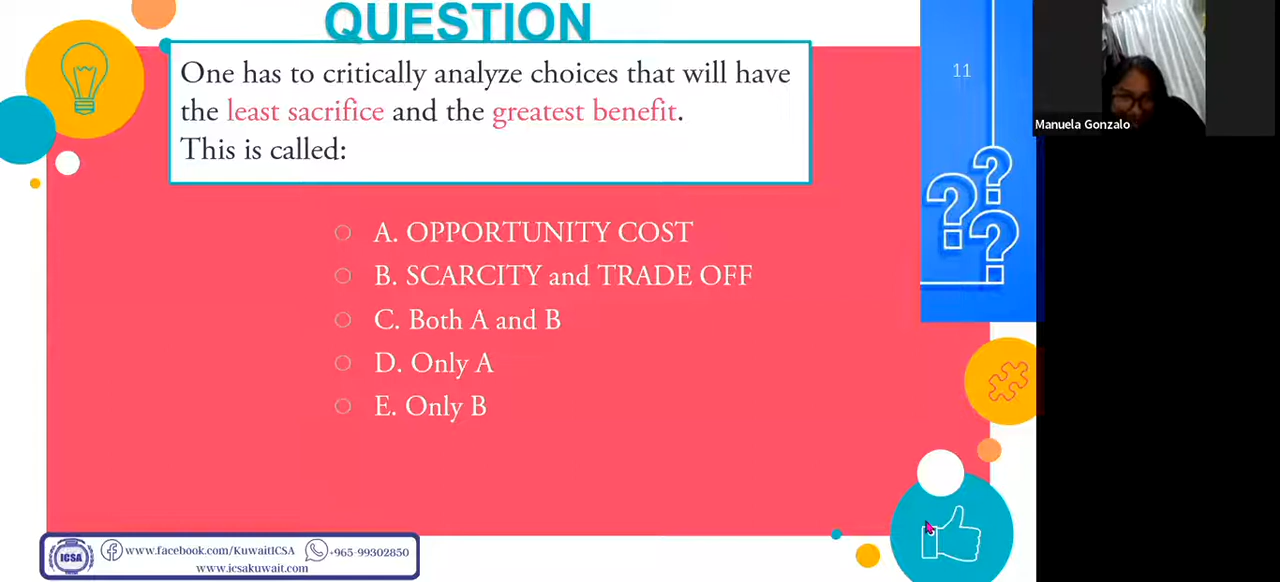 QUESTION
One has to critically analyze choices that will have
the least sacrifice and the greatest benefit.
This is called:
A. OPPORTUNITY COST
B. SCARCITY and TRADE OFF
C. Both A and B
D. Only A
E. Only B
11
Manuela Gonzalo
ICSA
www.facebook.com/KuwaitICSA
+965-99302850
www.icsakuwait.com